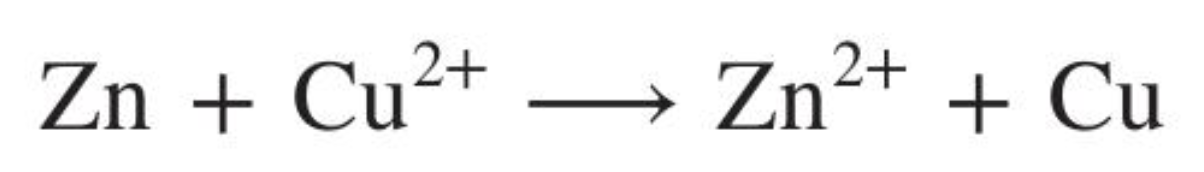 Zn + Cu²⁺ ⟶ Zn²⁺ + Cu